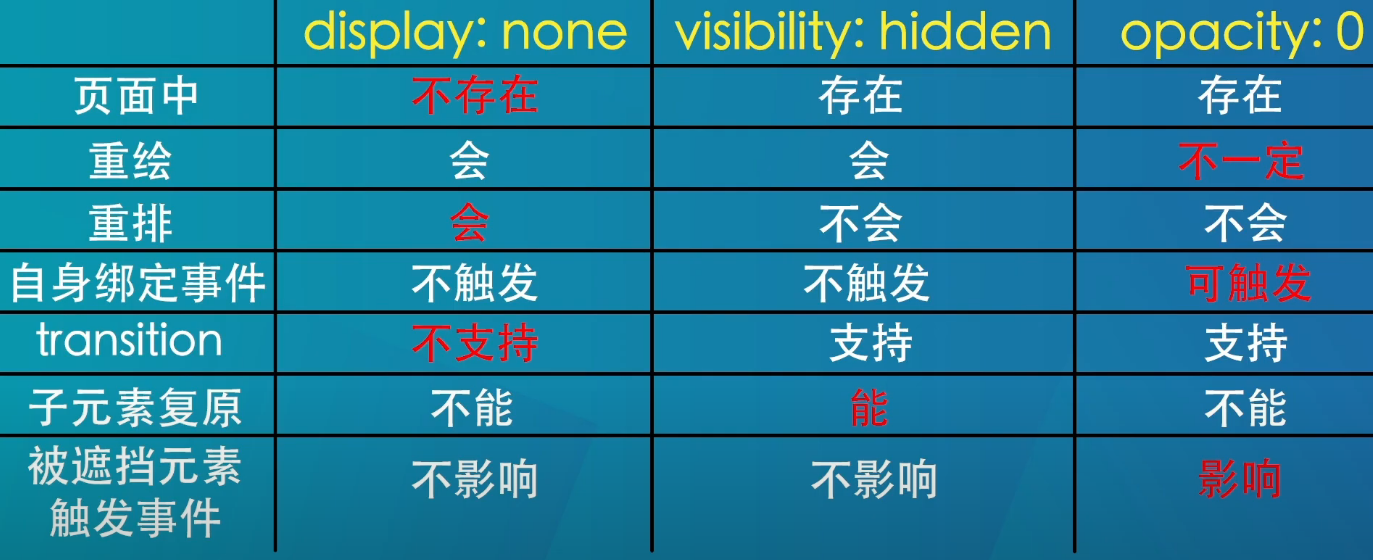 display: none visibility: hidden opacity: 0
页面中 不存在 存在 存在
重绘 会 会 不一定
重排 会 不会 不会
自身绑定事件 不触发 不触发 可触发
transition 不支持 支持 支持
子元素复原 不能 能 不能
被遮挡元素
触发事件 不影响 不影响 影响